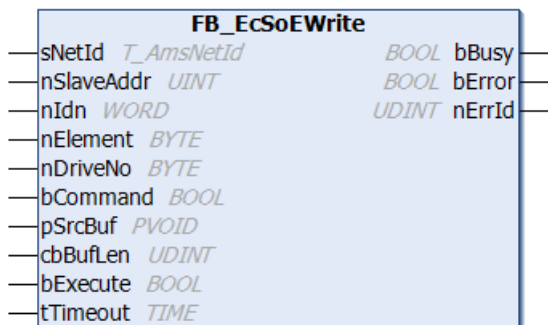 FB_EcSoEWrite
sNetId T_AmsNetId BOOL bBusy
nSlaveAddr UINT BOOL bError
nIdn WORD UDINT nErrId
nElement BYTE
nDriveNo BYTE
bCommand BOOL
pSrcBuf PVOID
cbBufLen UDINT
bExecute BOOL
tTimeout TIME